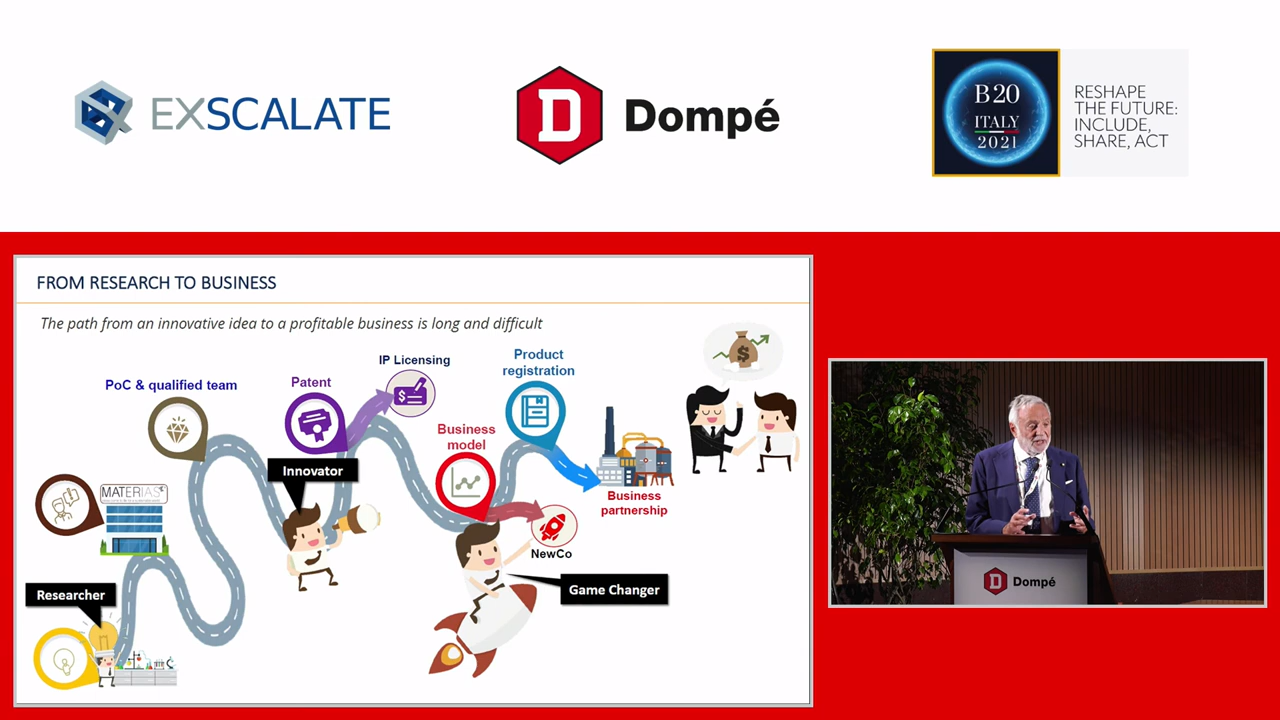 EXSCALATE
D
Dompé
B20
ITALY
2021
RESHAPE
THE FUTURE:
INCLUDE,
SHARE, ACT
FROM RESEARCH TO BUSINESS
The path from an innovative idea to a profitable business is long and difficult
IP Licensing
Product
registration
PoC & qualified team
Patent
$
$
Business
model
Innovator
MATERIAS
Business
partnership
NewCo
Game Changer
Researcher
D Dompé